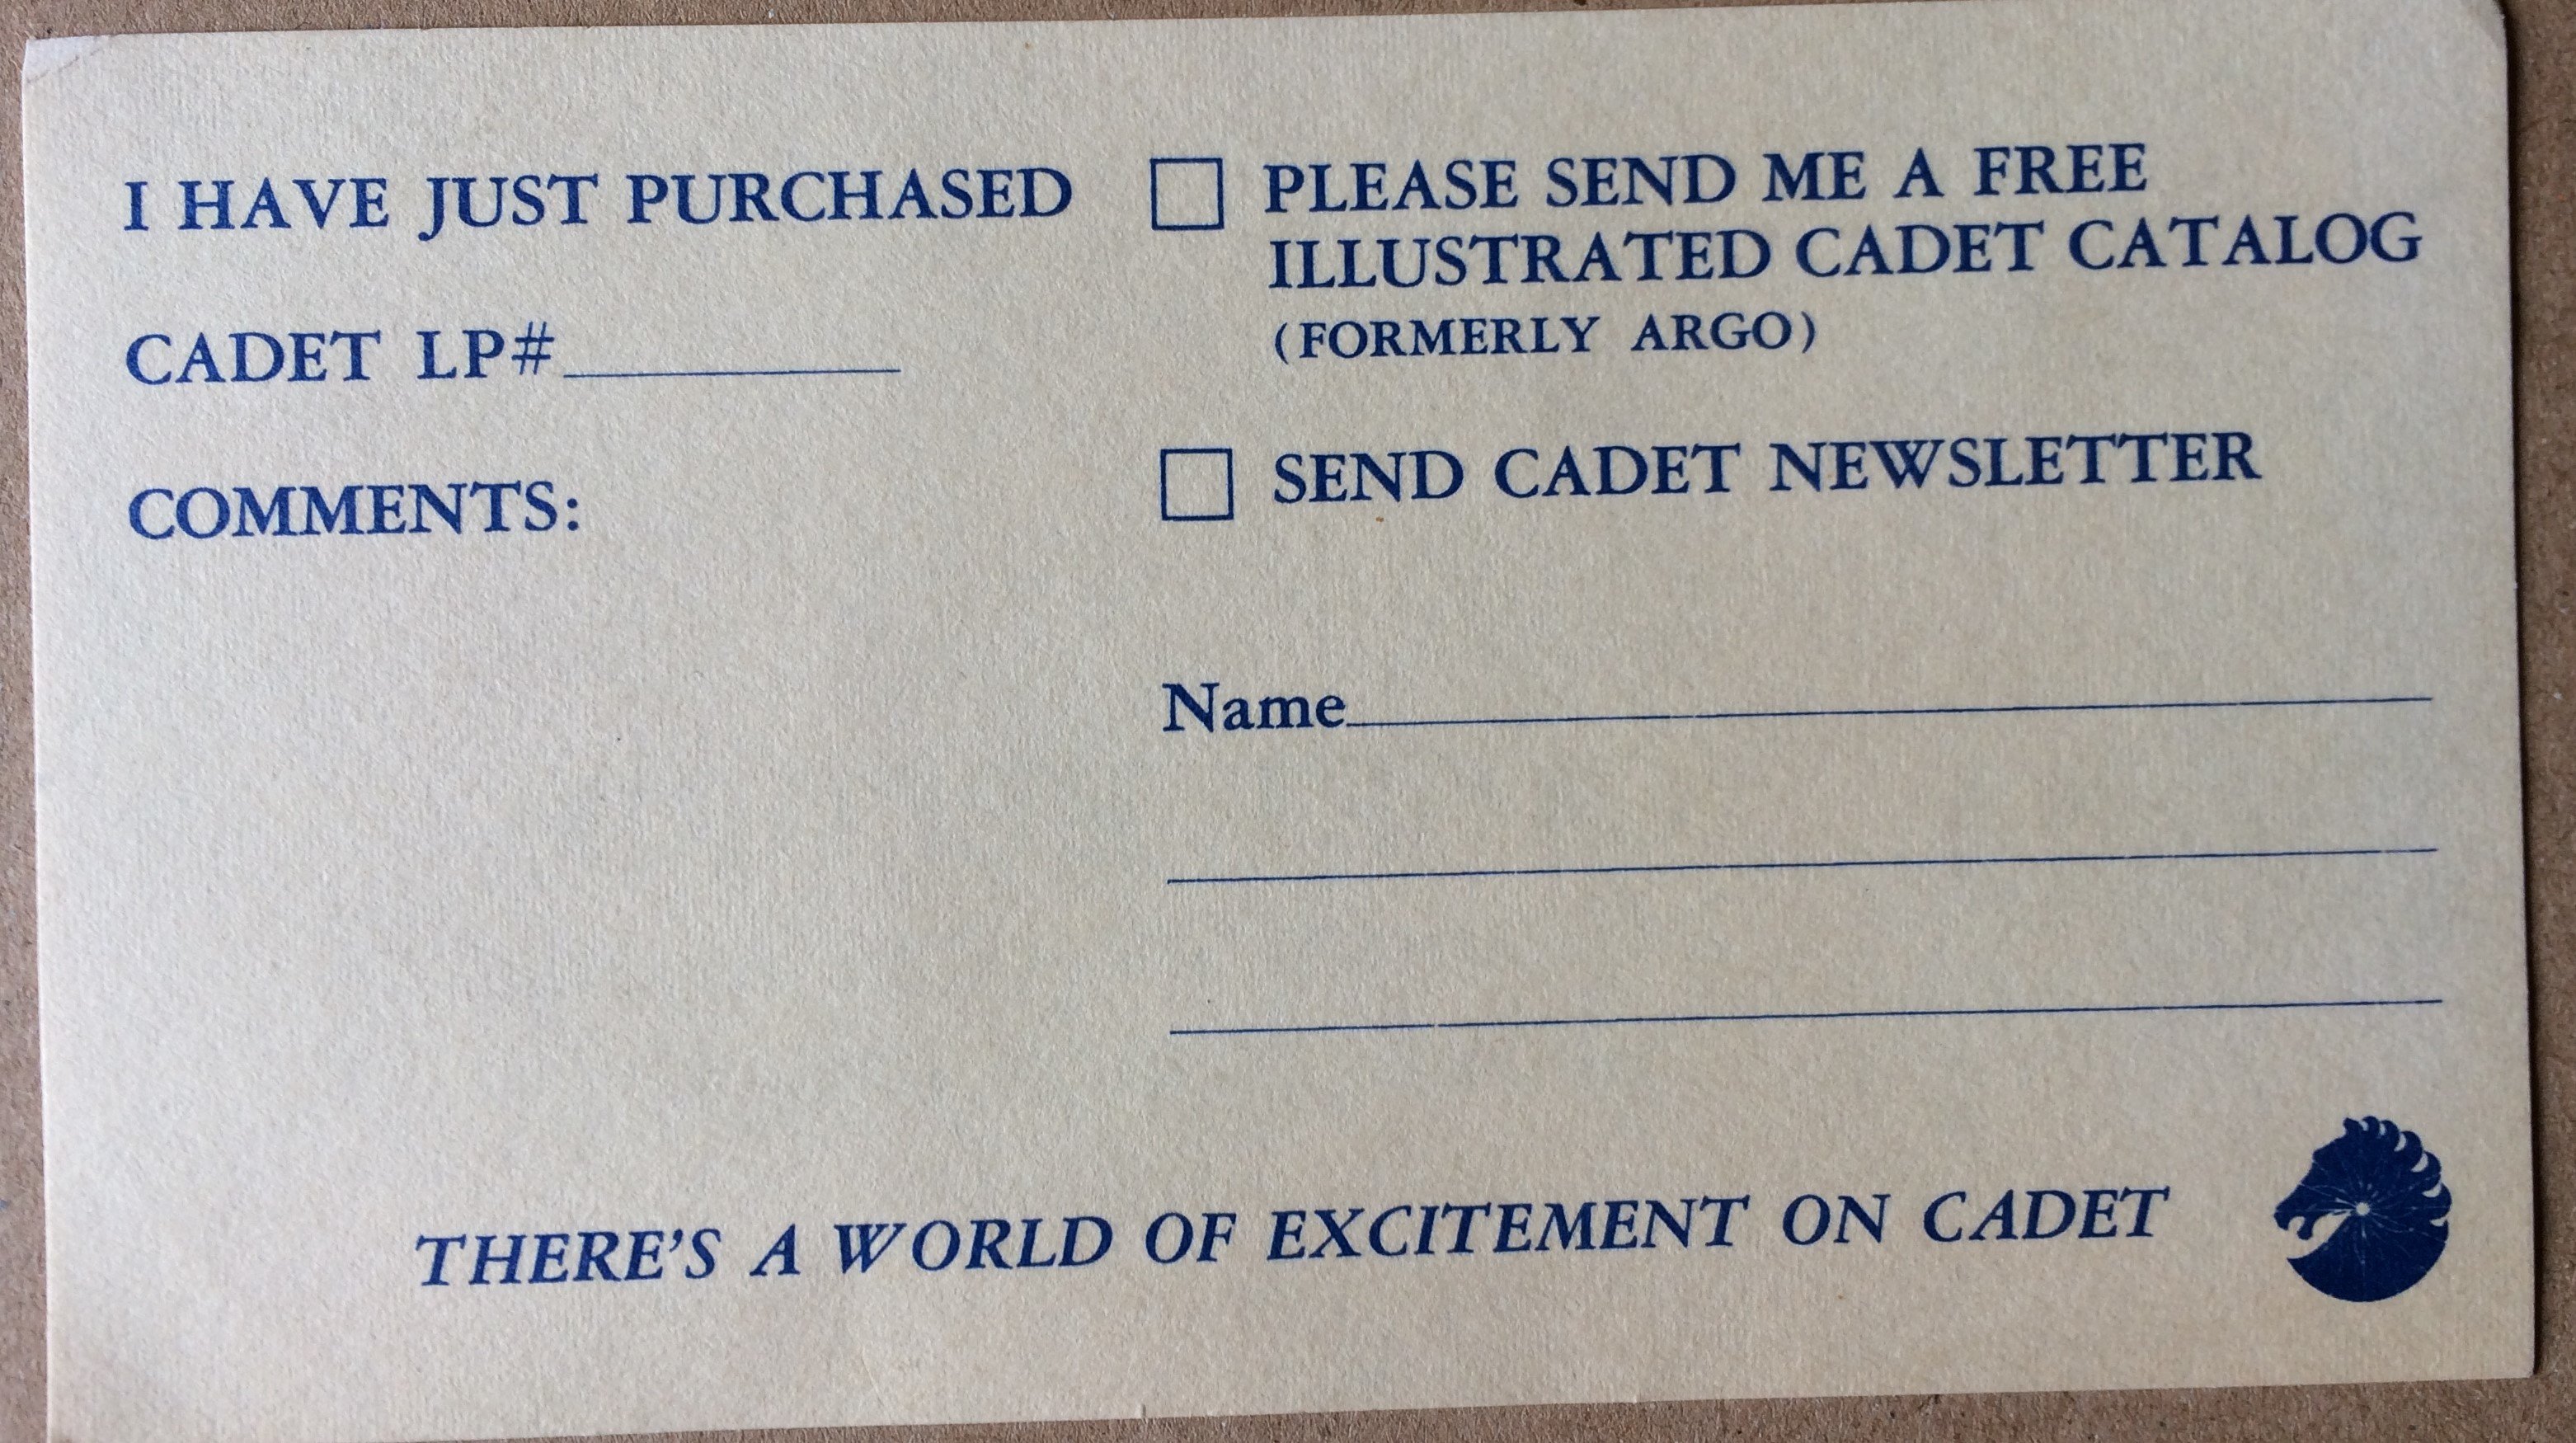 I HAVE JUST PURCHASED
CADET LP#
COMMENTS:
PLEASE SEND ME A FREE
ILLUSTRATED CADET CATALOG
(FORMERLY ARGO)
SEND CADET NEWSLETTER
Name
THERE'S A WORLD OF EXCITEMENT ON CADET